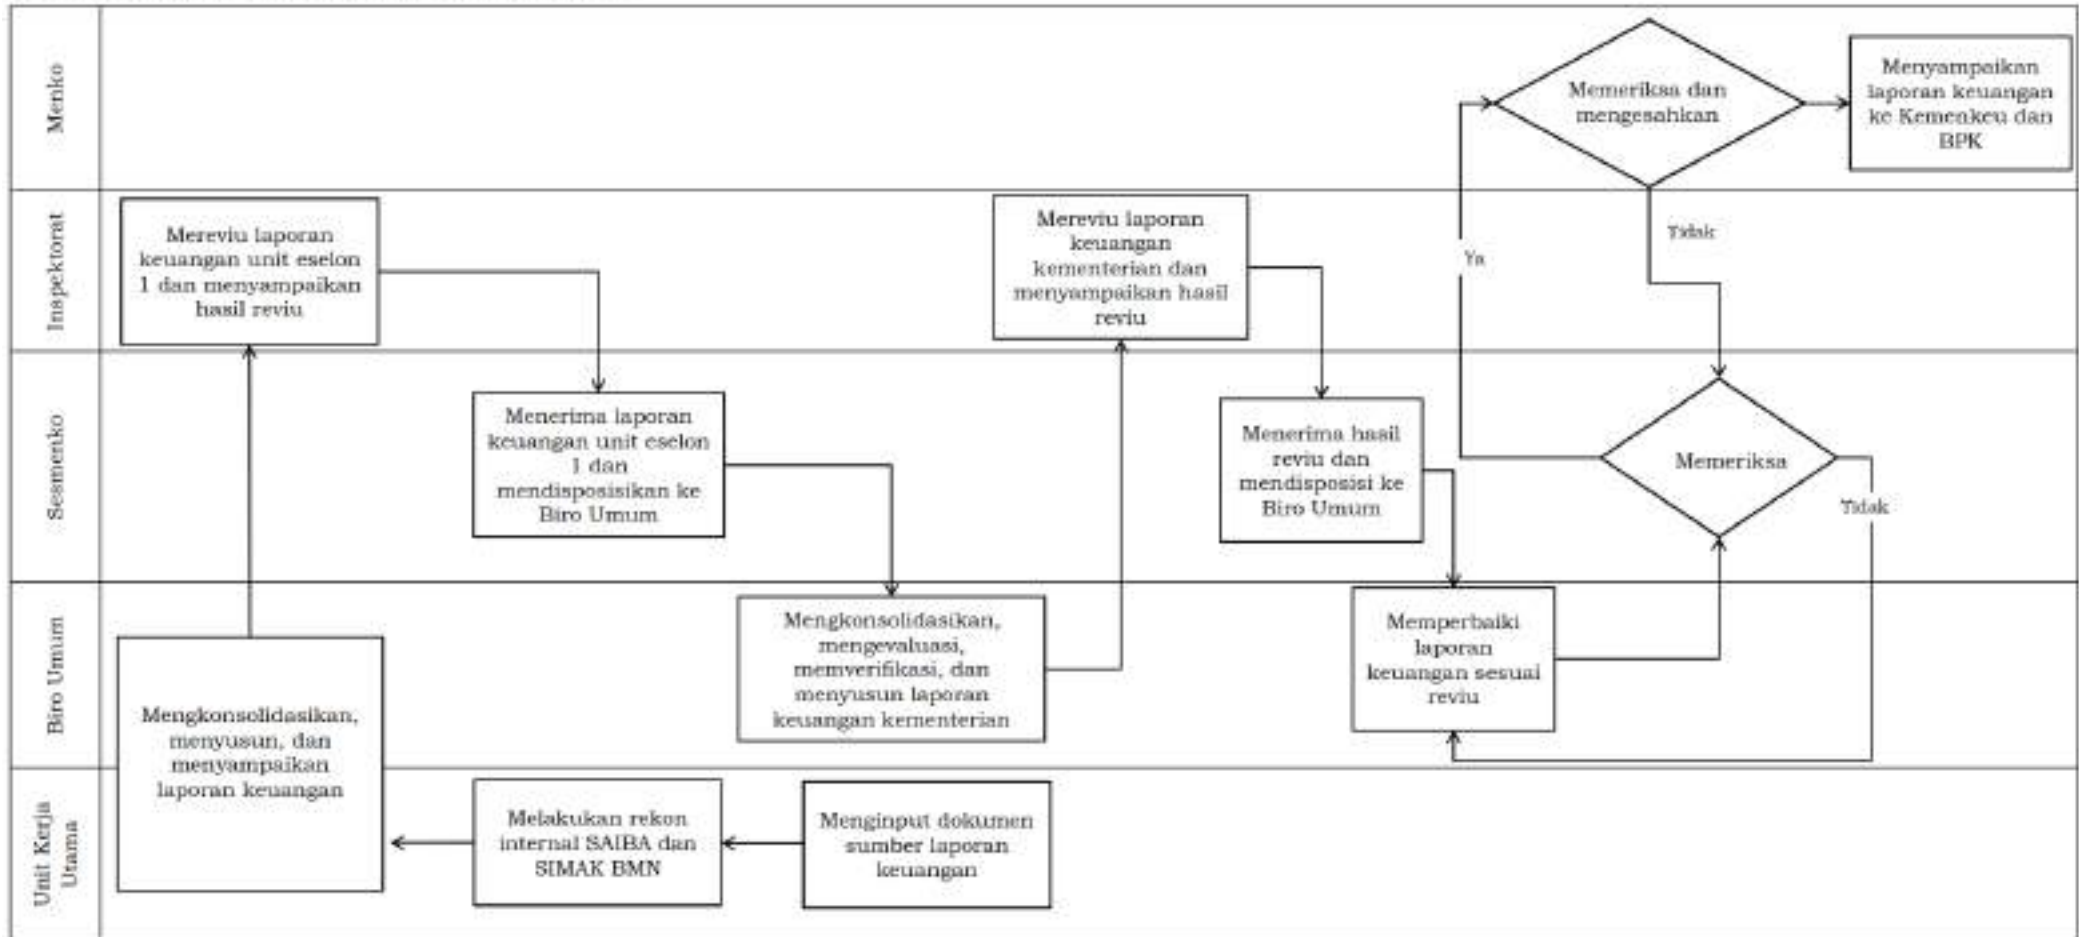 Menko
Memeriksa dan
mengesahkan
Menyampaikan
laporan keuangan
ke Kemenkeu dan
BPK
Inspektorat
Mereviu laporan
keuangan unit eselon
1 dan menyampaikan
hasil reviu
Mereviu laporan
keuangan
kementerian dan
menyampaikan hasil
reviu
Ya
Tidak
Sesmenko
Menerima laporan
keuangan unit eselon
1 dan
mendisposisikan ke
Biro Umum
Menerima hasil
reviu dan
mendisposisi ke
Biro Umum
Memeriksa
Tidak
Biro Umum
Mengkonsolidasikan,
menyusun, dan
menyampaikan
laporan keuangan
Mengkonsolidasikan,
mengevaluasi,
memverifikasi, dan
menyusun laporan
keuangan kementerian
Memperbaiki
laporan
keuangan sesuai
reviu
Unit Kerja
Utama
Melakukan rekon
internal SAIBA dan
SIMAK BMN
Menginput dokumen
sumber laporan
keuangan